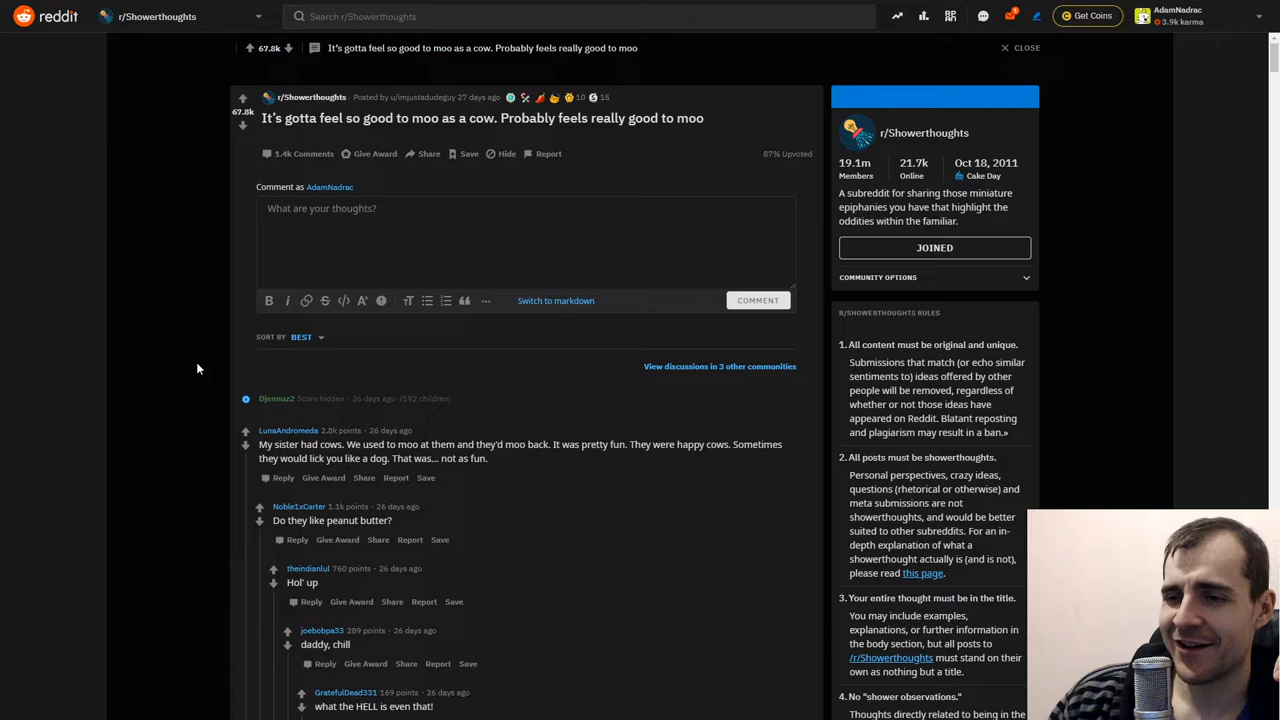 reddit
r/Showerthoughts
Search r/Showerthoughts
Get Coins
AdamNadrac
3.9k karma
67.8k
It's gotta feel so good to moo as a cow. Probably feels really good to moo
CLOSE
r/Showerthoughts · Posted by u/imjustadudeguy 27 days ago 10 S 15
67.8k
It's gotta feel so good to moo as a cow. Probably feels really good to moo
1.4k Comments Give Award Share Save Hide Report 87% Upvoted
Comment as AdamNadrac
What are your thoughts?
Switch to markdown
COMMENT
SORT BY BEST
View discussions in 3 other communities
Djennuz2 Score hidden · 26 days ago (192 children)
LunaAndromeda 2.8k points · 26 days ago
My sister had cows. We used to moo at them and they'd moo back. It was pretty fun. They were happy cows. Sometimes
they would lick you like a dog. That was... not as fun.
Reply Give Award Share Report Save
Noble1xCarter 1.1k points · 26 days ago
Do they like peanut butter?
Reply Give Award Share Report Save
theindianlul 760 points · 26 days ago
Hol' up
Reply Give Award Share Report Save
joebobpa33 289 points · 26 days ago
daddy, chill
Reply Give Award Share Report Save
GratefulDead331 169 points · 26 days ago
what the HELL is even that!
r/Showerthoughts
19.1m
Members
21.7k
Online
Oct 18, 2011
Cake Day
A subreddit for sharing those miniature
epiphanies you have that highlight the
oddities within the familiar.
JOINED
COMMUNITY OPTIONS
R/SHOWERTHOUGHTS RULES
1. All content must be original and unique.
Submissions that match (or echo similar
sentiments to) ideas offered by other
people will be removed, regardless of
whether or not those ideas have
appeared on Reddit. Blatant reposting
and plagiarism may result in a ban.»
2. All posts must be showerthoughts.
Personal perspectives, crazy ideas,
questions (rhetorical or otherwise) and
meta submissions are not
showerthoughts, and would be better
suited to other subreddits. For an in-
depth explanation of what a
showerthought actually is (and is not),
please read this page.
3. Your entire thought must be in the title.
You may include examples,
explanations, or further information in
the body section, but all posts to
/r/Showerthoughts must stand on their
own as nothing but a title.
4. No "shower observations."
Thoughts directly related to being in the